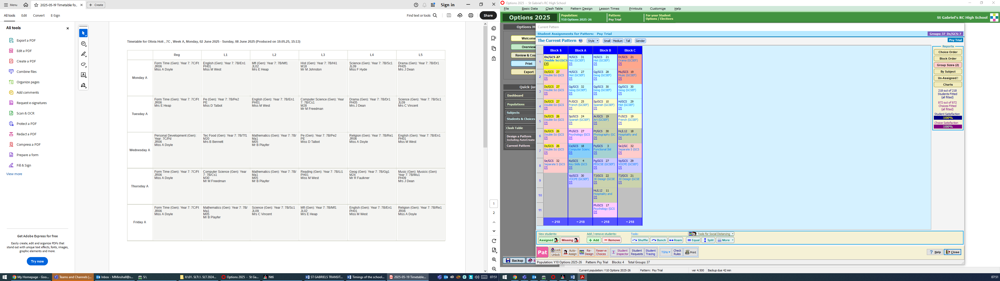 Menu
2025-05-19 Timetable fo..
Create
Sign in
All tools Edit Convert E-Sign
Find text or tools
Share
All tools
Export a PDF
Edit a PDF
Create a PDF
Combine files
Organize pages
Add comments
Request e-signatures
Scan & OCR
Protect a PDF
Redact a PDF
Compress a PDF
Prepare a form
Fill & Sign
View more
Get Adobe Express for free
Easily create, edit and organize PDFs that
stand out with unique text effects, fonts, images,
graphic elements and more.
Try now
Timetable for Olivia Holt , 7C , Week A, Monday, 02 June 2025 - Sunday, 08 June 2025 (Produced on 19.05.25, 15:13)
Reg L1 L2 L3 L4 L5
Monday A
Form Time (Gen): Year 7: 7C/Ft
JR06
Miss A Doyle
English (Gen): Year 7: 7B/En1
PH01
Miss M West
Mfl (Gen): Year 7: 7B/Mf1
JL02
Mrs E Heap
Hist (Gen): Year 7: 7B/Hi1
M18
Mr M Johnston
Science (Gen): Year 7: 7B/Sc1
JL09
Miss F Hyde
Drama (Gen): Year 7: 7B/Dr1
PH05
Mrs J Dean
Tuesday A
Form Time (Gen): Year 7: 7C/Ft
JR06
Mrs E Heap
Pe (Gen): Year 7: 7B/Pe2
PE
Miss D Talbot
English (Gen): Year 7: 7B/En1
PH01
Miss M West
Computer Science (Gen): Year
7: 7B/Cs1
M28
Mr M Freedman
Drama (Gen): Year 7: 7B/Dr1
PH05
Mrs J Dean
Science (Gen): Year 7: 7B/Sc1
JL09
Mrs C Vincent
Wednesday A
Personal Development (Gen):
Year: 7C/Pd
JR06
Miss A Doyle
Tec Food (Gen): Year 7: 7B/Tf1
M20
Mrs B Bennett
Mathematics (Gen): Year 7: 7B/
Ma1
M05
Mr B Playfer
Pe (Gen): Year 7: 7B/Pe2
PE
Miss D Talbot
Religion (Gen): Year 7: 7B/Re1
JR06
Miss A Doyle
English (Gen): Year 7: 7B/En1
PH01
Miss M West
Thursday A
Form Time (Gen): Year 7: 7C/Ft
JR06
Miss A Doyle
Computer Science (Gen): Year
7: 7B/Cs1
M30
Mr M Freedman
Mathematics (Gen): Year 7: 7B/
Ma1
M05
Mr B Playfer
Reading (Gen): Year 7: 7B/Li1
PH01
Miss M West
Geog (Gen): Year 7: 7B/Gg1
M24
Mr R Faulkner
Music (Gen): Musicic (Gen)
Year 7: 7B/Mu1
PH09
Mrs J Dean
Friday A
Form Time (Gen): Year 7: 7C/Ft
JR06
Miss A Doyle
Mathematics (Gen): Year 7: 7B/
Ma1
M05
Mr B Playfer
Science (Gen): Year 7: 7B/Sc1
JL09
Mrs C Vincent
Mfl (Gen): Year 7: 7B/Mf1
JL02
Mrs E Heap
English (Gen): Year 7: 7B/En1
PH01
Miss M West
Religion (Gen): Year 7: 7B/Re1
JR06
Miss A Doyle
1
2
Options 2025 - St Gabriel's RC High School
File Basic Data Clash Table Pattern Design Lesson Times Printouts Customize Help
Options 2025
Population:
Y10 Options 2025-26
Pattern:
Psy Trial
For your Student
Options / Electives
St Gabriel's RC High School
Options M
Welcome
Overview
Review & Cou
Print
Export
Quick-jur
Dashboard
Populations
Subjects
Students & Choices
Clash Table
Design a Pattern
Including AutoCreate
Current Pattern
Backup
S
Current Pattern
Student Assignments for Pattern: Psy Trial
Groups: 37 Ds/GCS: 7
The Current Pattern
Style Small Medium Tall Gender
Psy Trial
Block S Block A Block B Block C
1
Ds/GCS 27 Hi/GCS 31 Hi/GCS 21 Dr/GCS 21
Double Sci (GCS Hist (GCSEF) Hist (GCSEF) Drama (GCSEF)
[?] [?] [?] [?]
2
Ds/GCS 27 Hi/GCS 27 Gg/GCS 28 Mu/GCS 19
Double Sci (GCS Hist (GCSEF) Geog (GCSEF) Music (GCSEF)
[?] [?] [?] [?]
3
Ds/GCS 27 Gg/GCS 32 Gg/GCS 30 Gg/GCS 30
Double Sci (GCS Geog (GCSEF) Geog (GCSEF) Geog (GCSEF)
[?] [?] [?] [?]
4
Ds/GCS 27 Fr/GCS 25 Sp/GCS 10 Hi/GCS 29
Double Sci (GCS French (GCSEF) Spanish (GCSEF) Hist (GCSEF)
[?] [?] [?] [?]
5
Ds/GCS 26 Sp/GCS 24 Ar/GCS 19 Fr/GCS 19
Double Sci (GCS Spanish (GCSEF) Art (GCSEF) French (GCSEF)
[?] [?] [?] [?]
6
Ds/GCS 26 Ph/GCS 27 Pt/GCS 30 Hc/L12 18
Double Sci (GCS Psychology (GCS Photography (GC Hospitality and
[?] [?] [?] [?]
7
Ds/GCS 26 Cs/GCS 18 Fs/GCS 3 Se2/GC 32
Double Sci (GCS Computer Scienc Functional Skil Separate S (GCS
[?] [?] [?] [?]
8
Se/GCS 32 Ks/GCS 4 Pg/GCS 27 Vp/GCS 29
Separate S (GCS Key Skills (GCS PEGCSE (GCSEF) VOCPE (GCSEF)
[?] [?] [?] [?]
9
Vp/GCS 30 T3/GCS 22 T3/GCS 21
VOCPE (GCSEF) 3D Design (GCSE 3D Design (GCSE
[?] [?] [?]
10
Hc/L12 11
Hospitality and
[?]
11
Ph/GCS 17
Psychology (GCS
[?]
= 218 = 218 = 218 = 218
Reports
Choice Order
Block Order
Group Sizes (2)
By Subject
Un-Assigned !
Charts
218 out of 218
Students Fitted
(all fitted)
872 out of 872
Choices Fitted
(all fitted)
Student Satisfaction
100%
Choice Satisfaction
100%
View students: Add / remove students: Tools: Tools for Social Distancing
Assigned Missing Add Remove Shuffle Bunch Roam Equal Split More
Pat
Lock
Unlock
Auto-
Assign
Re-
Design
Reserve
Choices
Student
Inspector
Student
Requests
Student
Tracing
TGNs
Check
Rules
Print
Help
Close
Population: Y10 Options 2025-26 Pattern: Psy Trial Blocks: 4 Total Groups: 37
Current population: Y10 Options 2025-26 Pattern: Psy Trial ver 4.500 Backup due 42 min
My Homepage - Goo...
Teams and Channels |...
Inbox - MMinshall@s...
S:\
X:\01. SLT\1. SLT 2024...
Options 2025 - St Ga...
Nt6
ST GABRIELS TRANSIT...
Timings of the school...
2025-05-19 Timetable...
07:51
07:51